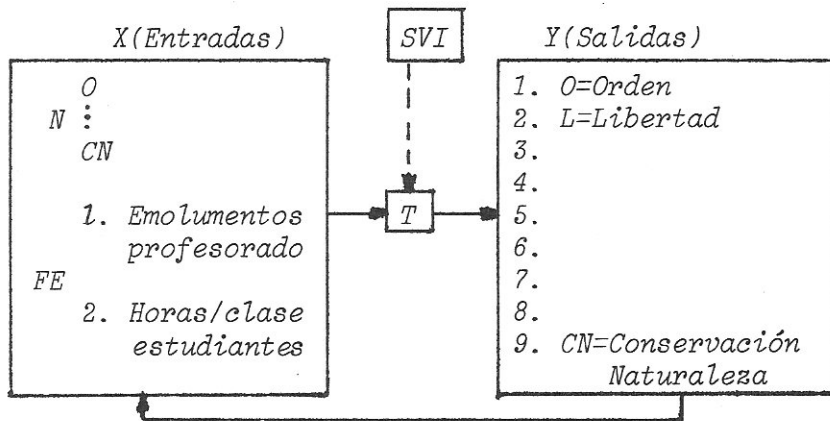 X(Entradas)
SVI
Y(Salidas)
O
N
CN
1. Emolumentos
profesorado
FE
2. Horas/clase
estudiantes
T
1. O=Orden
2. L=Libertad
3.
4.
5.
6.
7.
8.
9. CN=Conservación
Naturaleza